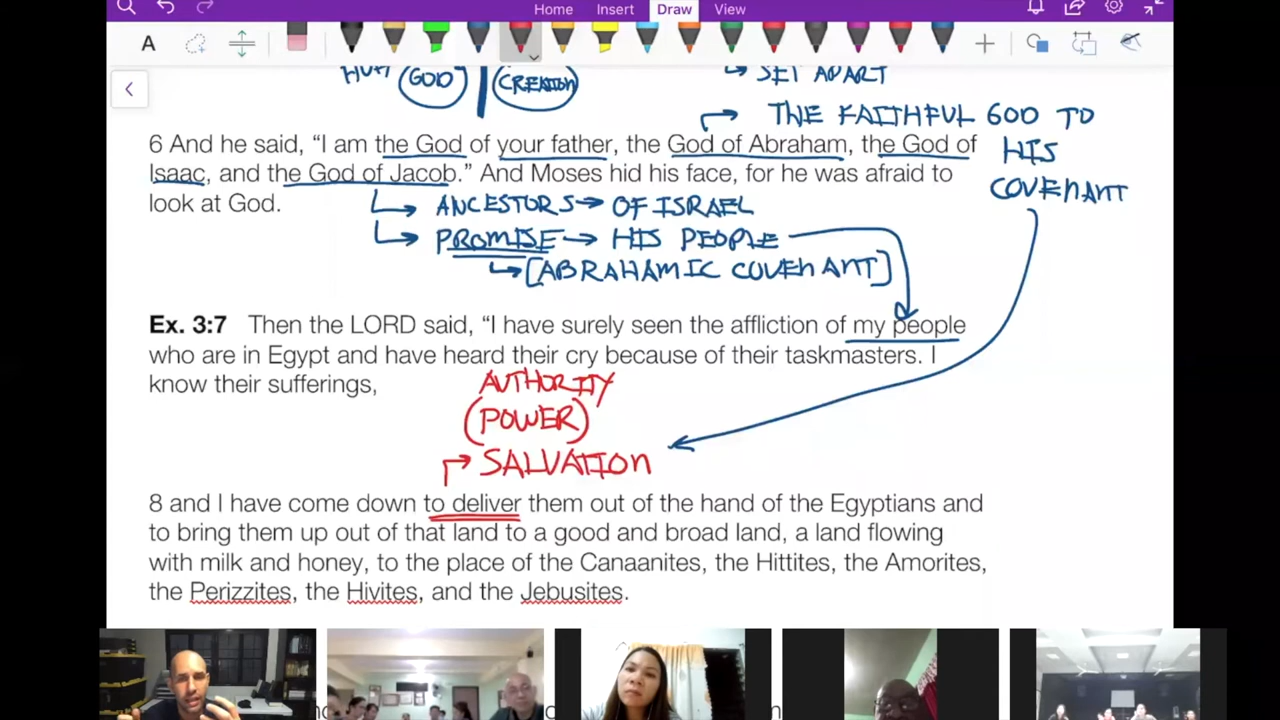 Home Insert Draw View
A
HUM GOD CREATION
↳ SET APART
THE FAITHFUL GOD TO
HIS
COVENANT
6 And he said, “I am the God of your father, the God of Abraham, the God of
Isaac, and the God of Jacob.” And Moses hid his face, for he was afraid to
look at God.
↳ ANCESTORS → OF ISRAEL
↳ PROMISE → HIS PEOPLE
↳ [ABRAHAMIC COVENANT]
Ex. 3:7 Then the LORD said, “I have surely seen the affliction of my people
who are in Egypt and have heard their cry because of their taskmasters. I
know their sufferings,
AUTHORITY
(POWER)
SALVATION
8 and I have come down to deliver them out of the hand of the Egyptians and
to bring them up out of that land to a good and broad land, a land flowing
with milk and honey, to the place of the Canaanites, the Hittites, the Amorites,
the Perizzites, the Hivites, and the Jebusites.